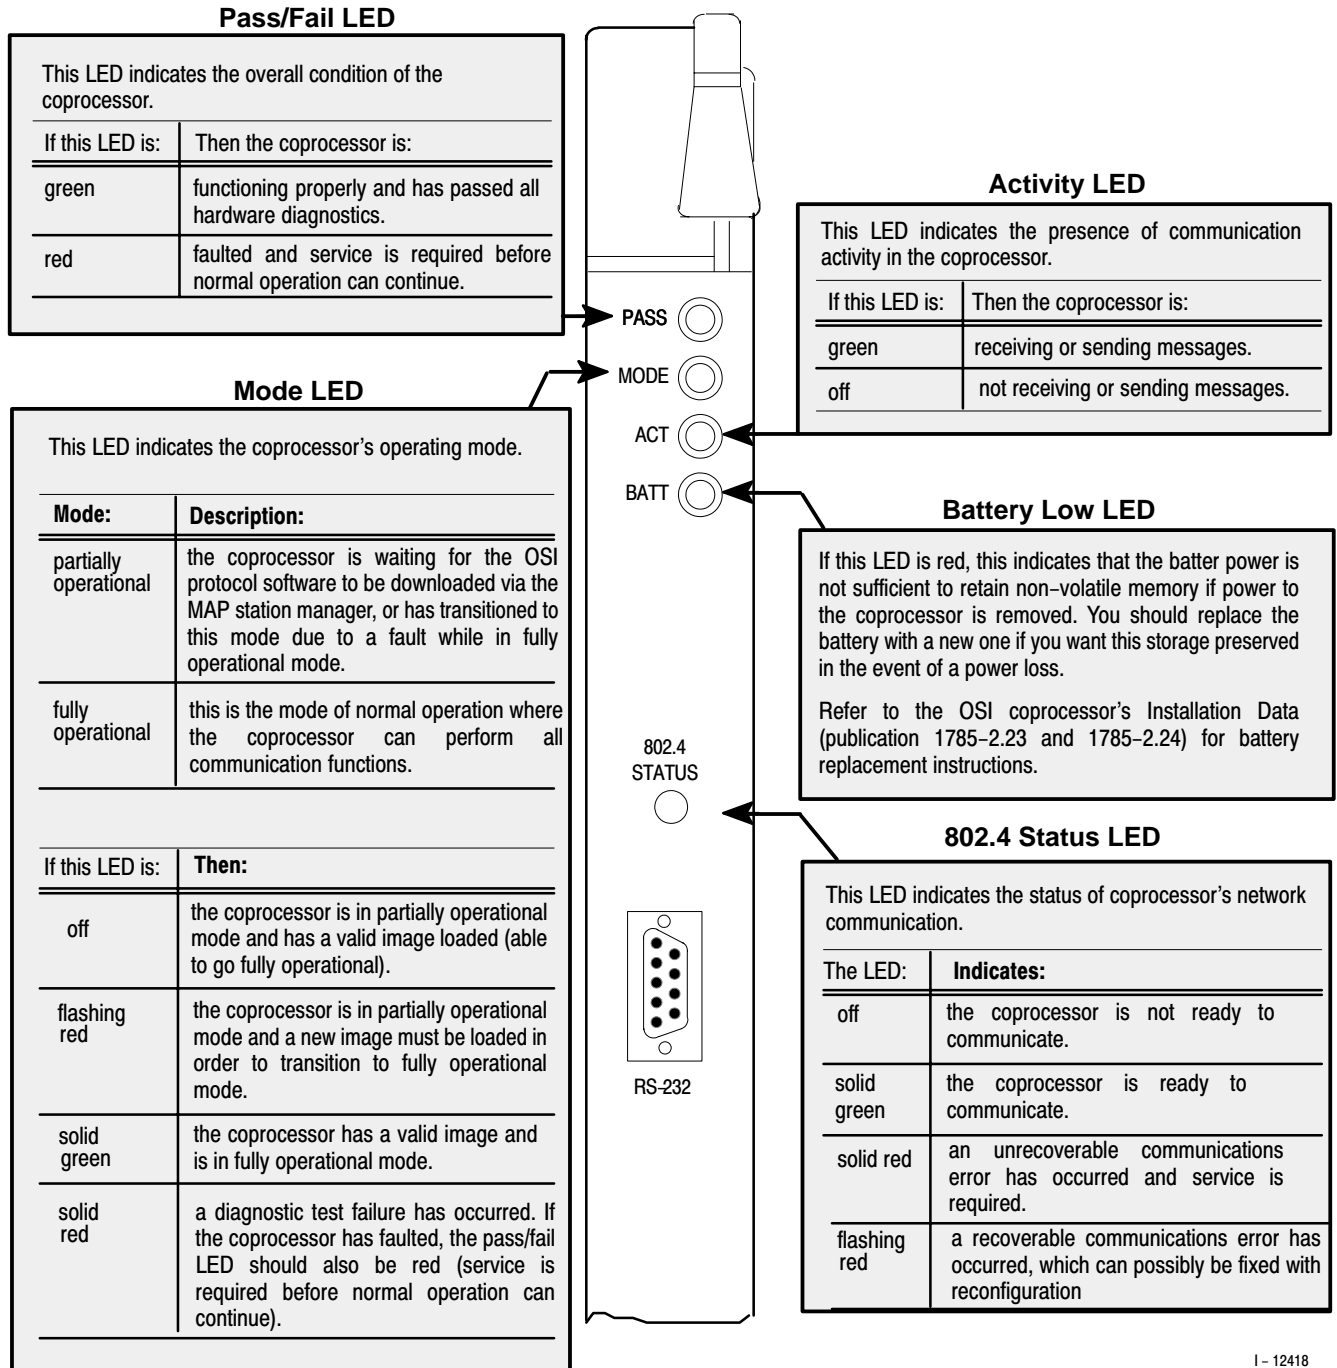 Pass/Fail LED
This LED indicates the overall condition of the
coprocessor.
If this LED is: Then the coprocessor is:
green functioning properly and has passed all
hardware diagnostics.
red faulted and service is required before
normal operation can continue.
Mode LED
This LED indicates the coprocessor's operating mode.
Mode: Description:
partially
operational
the coprocessor is waiting for the OSI
protocol software to be downloaded via the
MAP station manager, or has transitioned to
this mode due to a fault while in fully
operational mode.
fully
operational
this is the mode of normal operation where
the coprocessor can perform all
communication functions.
If this LED is: Then:
off
the coprocessor is in partially operational
mode and has a valid image loaded (able
to go fully operational).
flashing
red
the coprocessor is in partially operational
mode and a new image must be loaded in
order to transition to fully operational
mode.
solid
green
the coprocessor has a valid image and
is in fully operational mode.
solid
red
a diagnostic test failure has occurred. If
the coprocessor has faulted, the pass/fail
LED should also be red (service is
required before normal operation can
continue).
PASS
MODE
ACT
BATT
802.4
STATUS
RS-232
Activity LED
This LED indicates the presence of communication
activity in the coprocessor.
If this LED is: Then the coprocessor is:
green receiving or sending messages.
off not receiving or sending messages.
Battery Low LED
If this LED is red, this indicates that the batter power is
not sufficient to retain non-volatile memory if power to
the coprocessor is removed. You should replace the
battery with a new one if you want this storage preserved
in the event of a power loss.
Refer to the OSI coprocessor's Installation Data
(publication 1785-2.23 and 1785-2.24) for battery
replacement instructions.
802.4 Status LED
This LED indicates the status of coprocessor's network
communication.
The LED: Indicates:
off the coprocessor is not ready to
communicate.
solid
green
the coprocessor is ready to
communicate.
solid red an unrecoverable communications
error has occurred and service is
required.
flashing
red
a recoverable communications error has
occurred, which can possibly be fixed with
reconfiguration
I - 12418